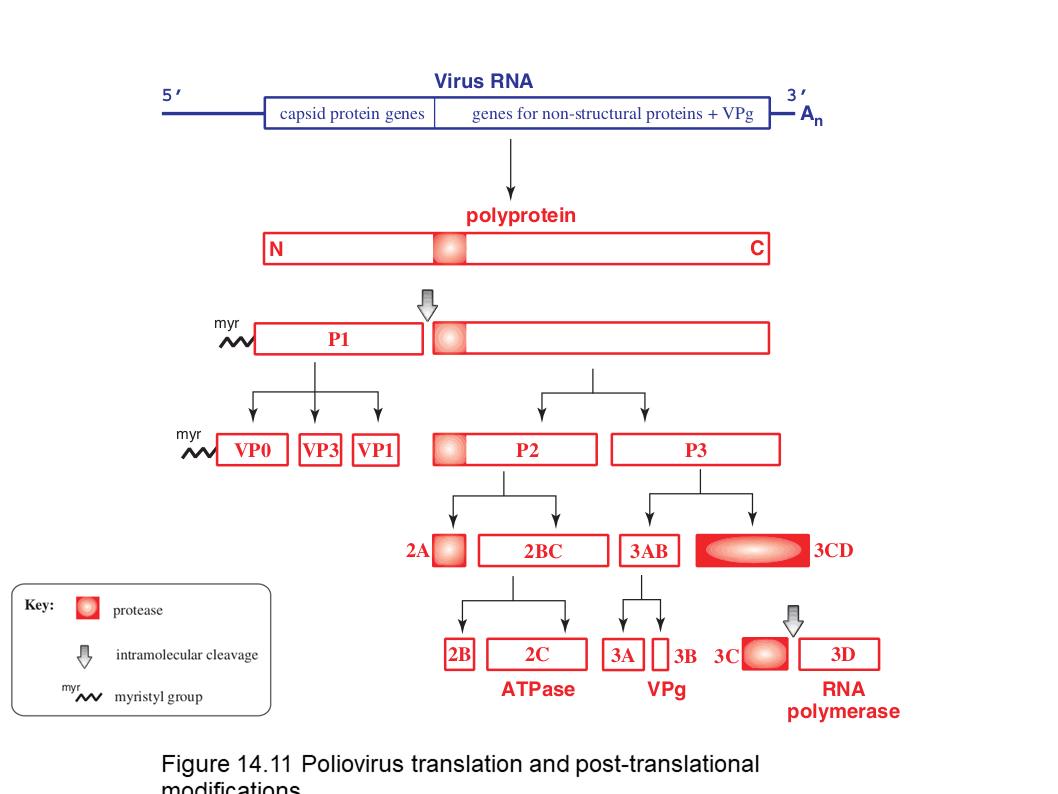 Virus RNA
5′
3′
capsid protein genes
genes for non-structural proteins + VPg
An
polyprotein
N
C
myr
P1
myr
VP0
VP3
VP1
P2
P3
2A
2BC
3AB
3CD
2B
2C
3A
3B
3C
3D
ATPase
VPg
RNA
polymerase
Key:
protease
intramolecular cleavage
myr
myristyl group
Figure 14.11 Poliovirus translation and post-translational
modifications